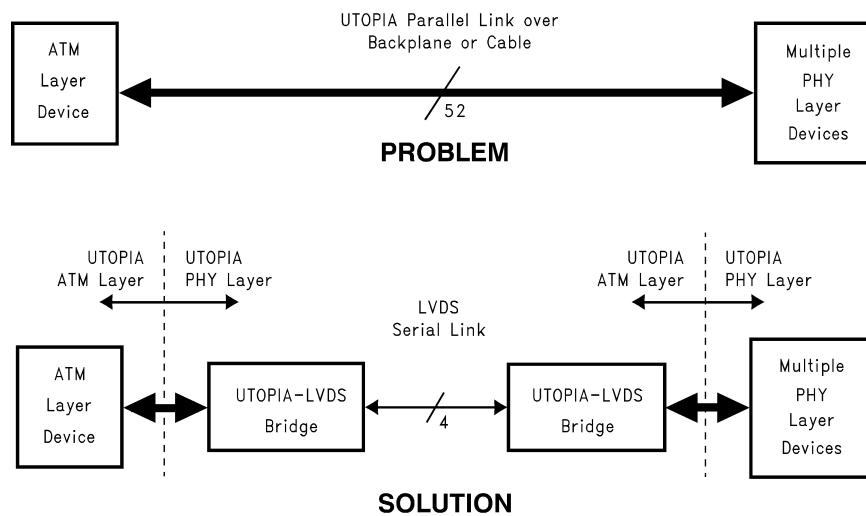 UTOPIA Parallel Link over
Backplane or Cable
ATM
Layer
Device
52
Multiple
PHY
Layer
Devices
PROBLEM
UTOPIA
ATM Layer
UTOPIA
PHY Layer
LVDS
Serial Link
UTOPIA
ATM Layer
UTOPIA
PHY Layer
ATM
Layer
Device
UTOPIA-LVDS
Bridge
4
UTOPIA-LVDS
Bridge
Multiple
PHY
Layer
Devices
SOLUTION